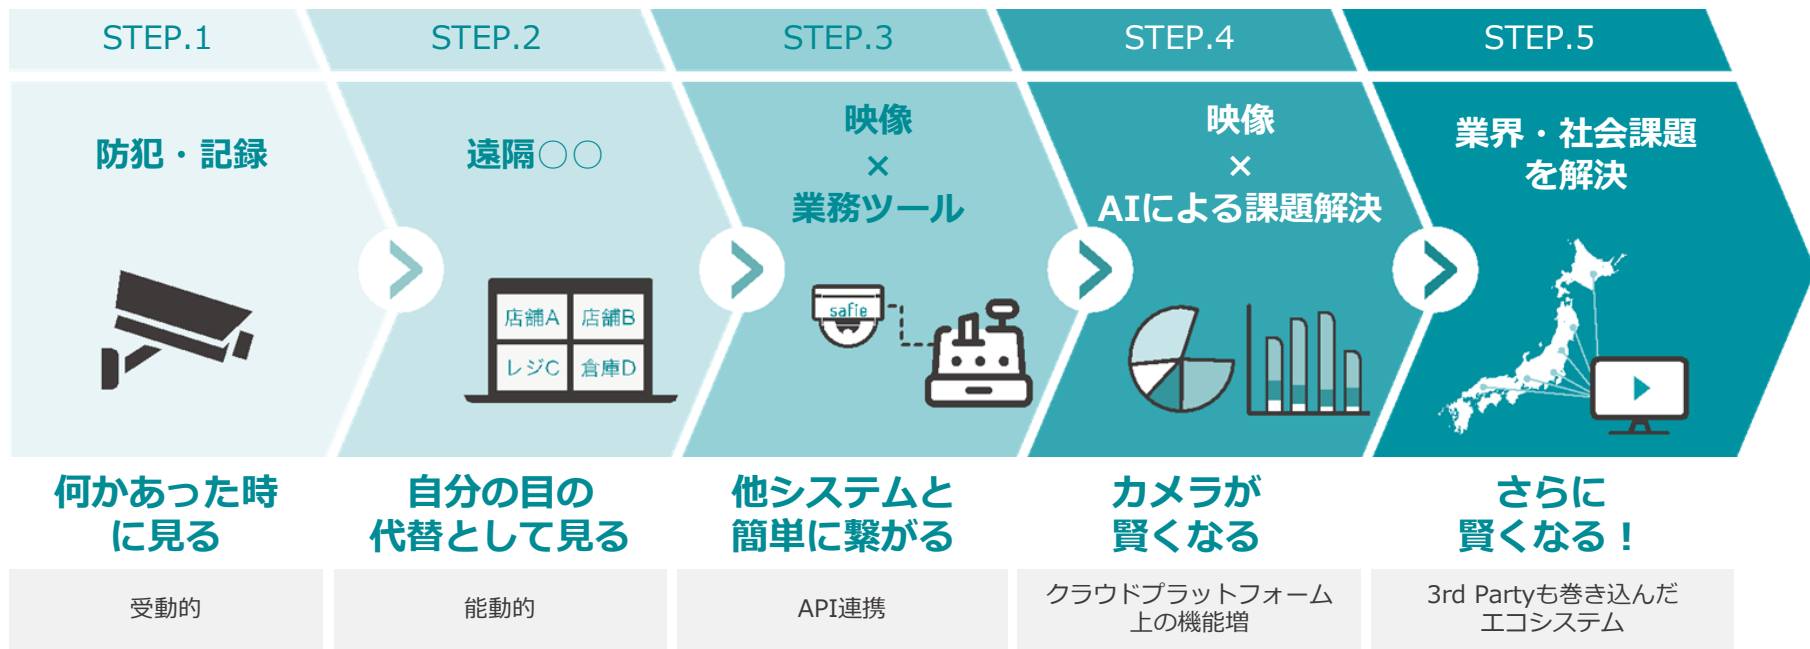 STEP.1
STEP.2
STEP.3
STEP.4
STEP.5
防犯・記録
遠隔○○
映像
×
業務ツール
映像
×
AIによる課題解決
業界・社会課題
を解決
店舗A
店舗B
レジC
倉庫D
safie
何かあった時
に見る
自分の目の
代替として見る
他システムと
簡単に繋がる
カメラが
賢くなる
さらに
賢くなる！
受動的
能動的
API連携
クラウドプラットフォーム
上の機能増
3rd Partyも巻き込んだ
エコシステム